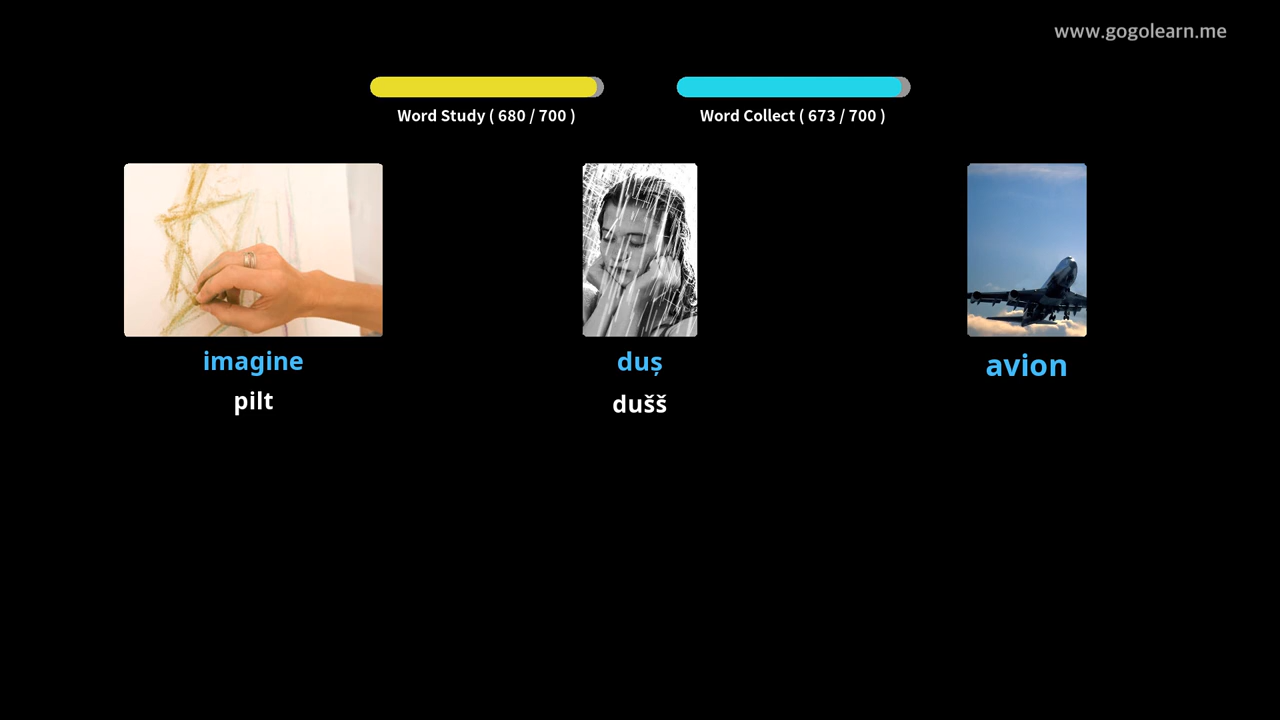 www.gogolearn.me
Word Study ( 680 / 700 )
Word Collect ( 673 / 700 )
imagine
pilt
duș
dušš
avion